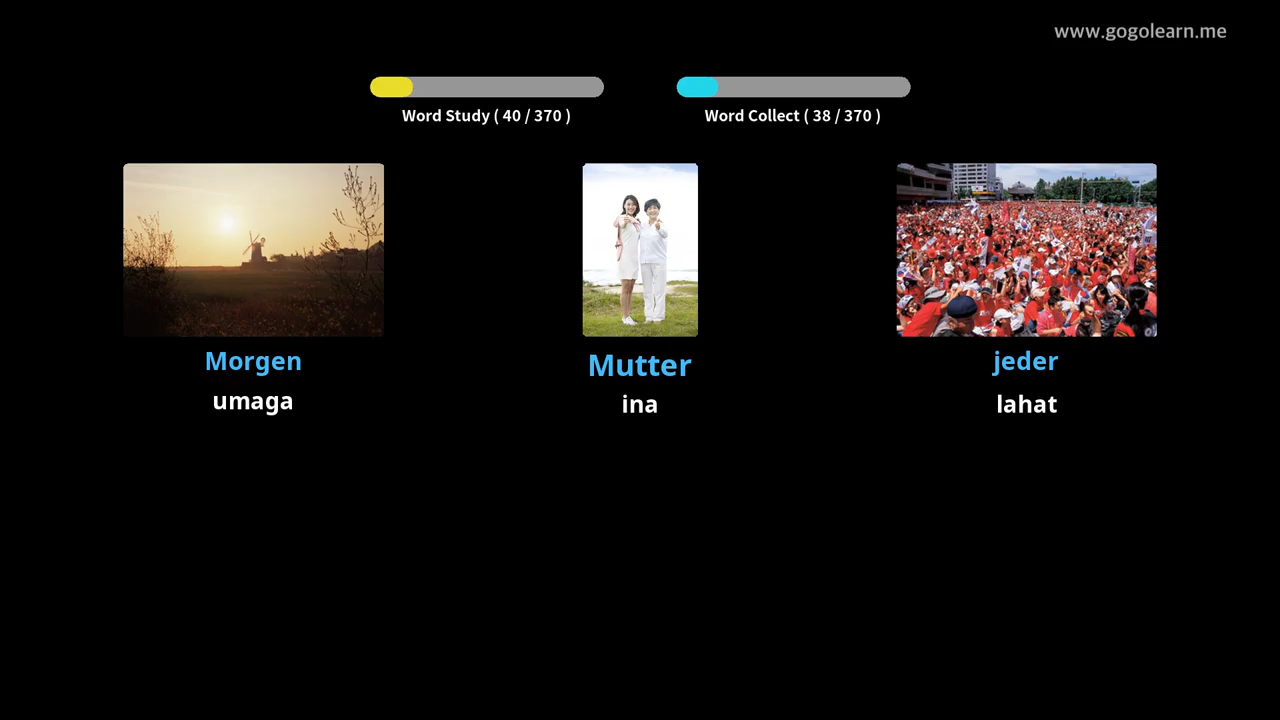 www.gogolearn.me
Word Study ( 40 / 370 )
Word Collect ( 38 / 370 )
Morgen
umaga
Mutter
ina
jeder
lahat